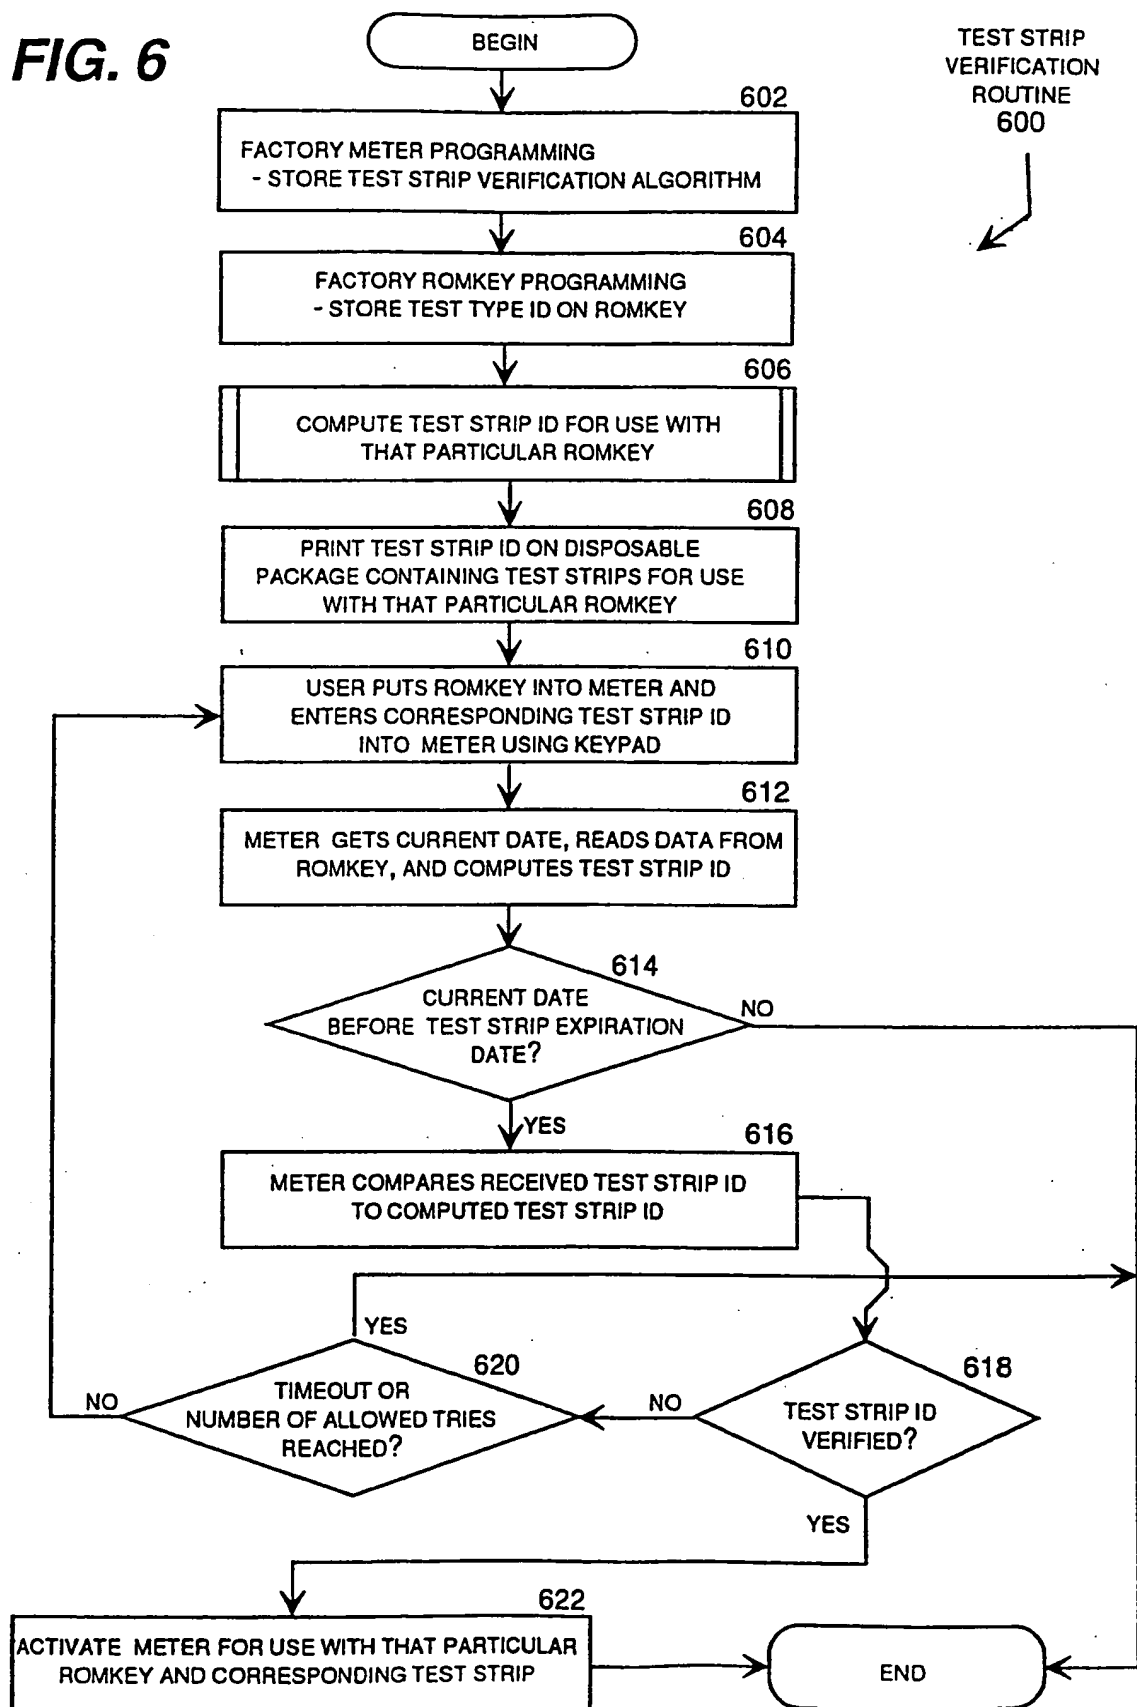 FIG. 6
BEGIN
TEST STRIP
VERIFICATION
ROUTINE
600
602
FACTORY METER PROGRAMMING
- STORE TEST STRIP VERIFICATION ALGORITHM
604
FACTORY ROMKEY PROGRAMMING
- STORE TEST TYPE ID ON ROMKEY
606
COMPUTE TEST STRIP ID FOR USE WITH
THAT PARTICULAR ROMKEY
608
PRINT TEST STRIP ID ON DISPOSABLE
PACKAGE CONTAINING TEST STRIPS FOR USE
WITH THAT PARTICULAR ROMKEY
610
USER PUTS ROMKEY INTO METER AND
ENTERS CORRESPONDING TEST STRIP ID
INTO METER USING KEYPAD
612
METER GETS CURRENT DATE, READS DATA FROM
ROMKEY, AND COMPUTES TEST STRIP ID
614
CURRENT DATE
BEFORE TEST STRIP EXPIRATION
DATE?
NO
YES
616
METER COMPARES RECEIVED TEST STRIP ID
TO COMPUTED TEST STRIP ID
YES
620
TIMEOUT OR
NUMBER OF ALLOWED TRIES
REACHED?
NO
NO
618
TEST STRIP ID
VERIFIED?
YES
622
ACTIVATE METER FOR USE WITH THAT PARTICULAR
ROMKEY AND CORRESPONDING TEST STRIP
END